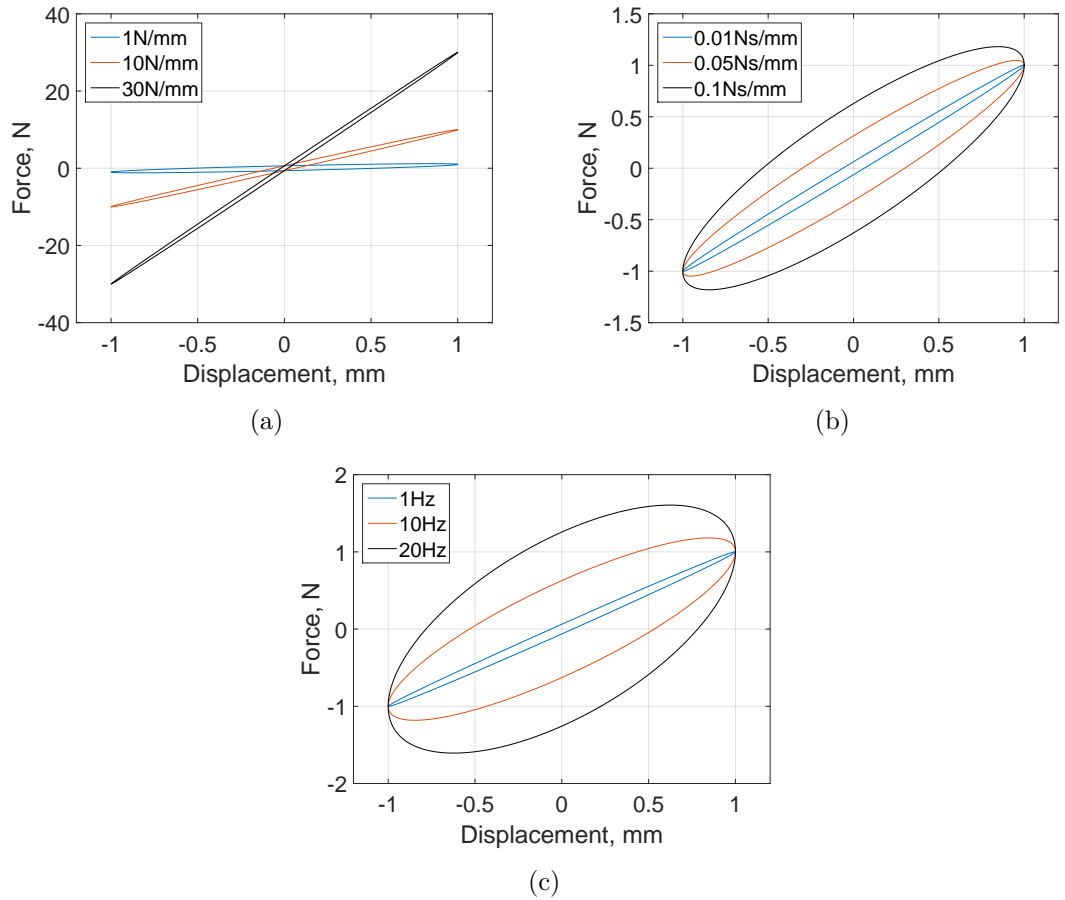 40
20
0
-20
-40
Force, N
1N/mm
10N/mm
30N/mm
-1 -0.5 0 0.5 1
Displacement, mm
(a)
1.5
1
0.5
0
-0.5
-1
-1.5
Force, N
0.01Ns/mm
0.05Ns/mm
0.1Ns/mm
-1 -0.5 0 0.5 1
Displacement, mm
(b)
2
1
0
-1
-2
Force, N
1Hz
10Hz
20Hz
-1 -0.5 0 0.5 1
Displacement, mm
(c)